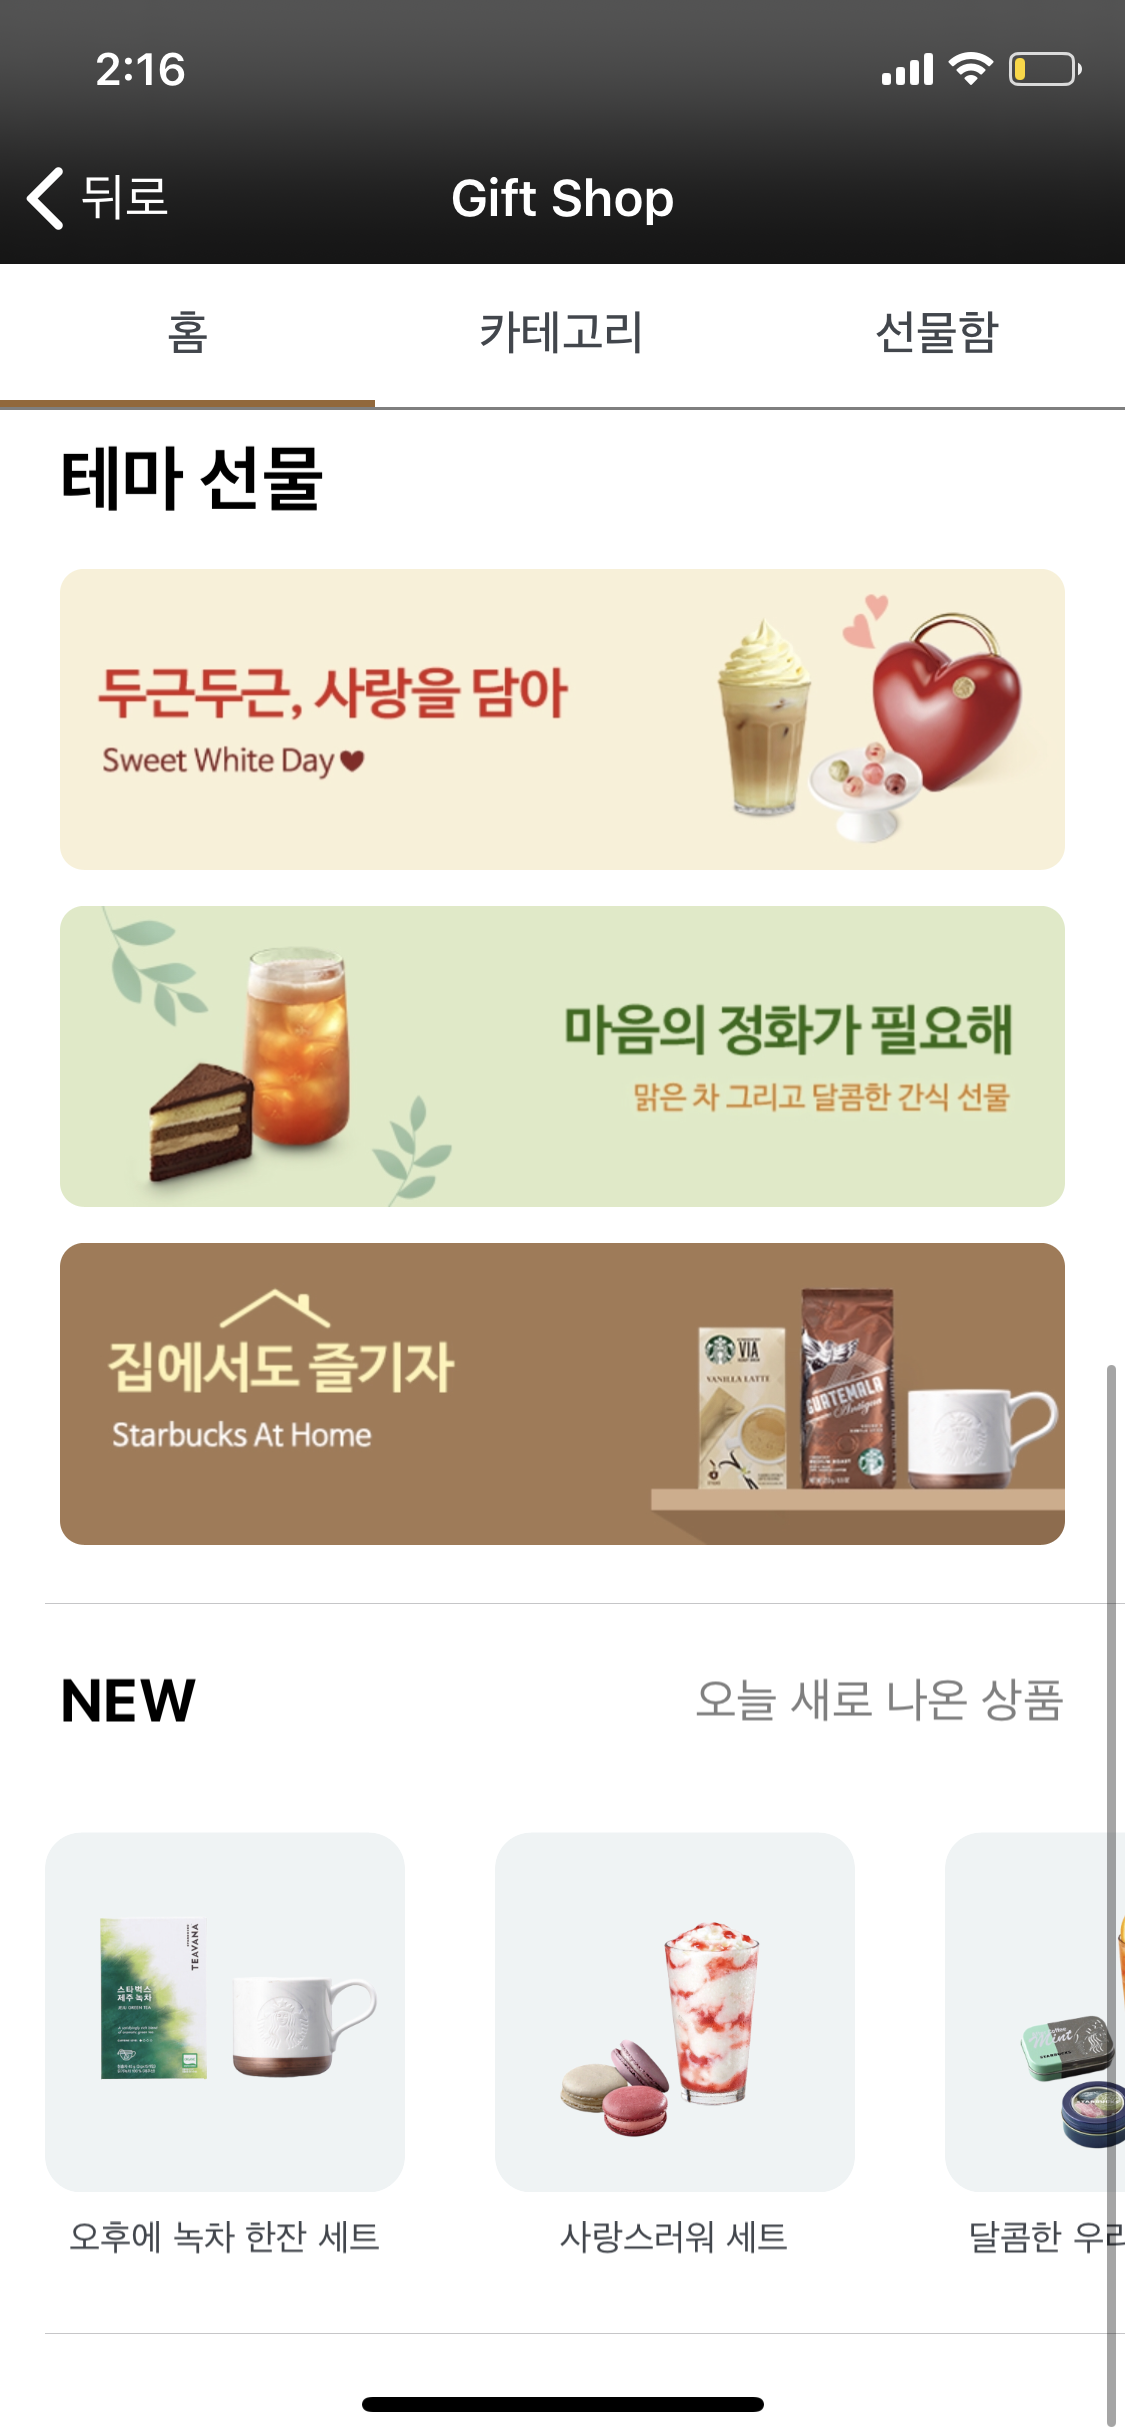 2:16
뒤로
Gift Shop
홈
카테고리
선물함
테마 선물
두근두근, 사랑을 담아
Sweet White Day♥
마음의 정화가 필요해
맑은 차 그리고 달콤한 간식 선물
집에서도 즐기자
Starbucks At Home
VIA
VANILLA LATTE
GUATEMALA
Antigua
NEW
오늘 새로 나온 상품
TEAVANA
스타벅스
제주 녹차
Mint
오후에 녹차 한잔 세트
사랑스러워 세트
달콤한 우리